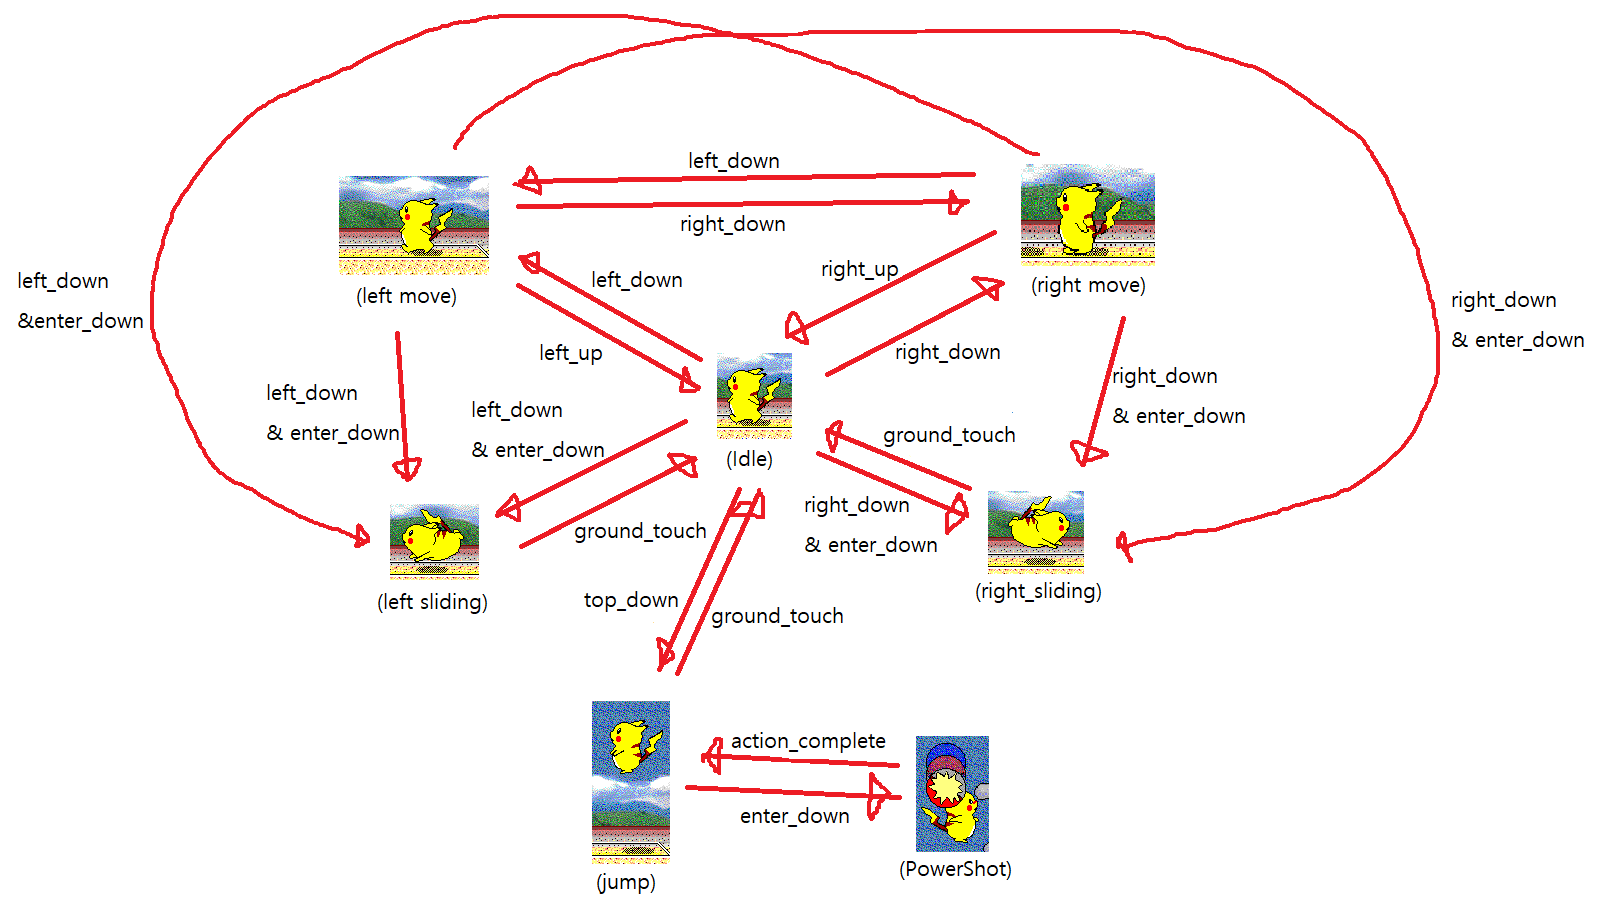 left_down
right_down
left_down
&enter_down
(left move)
left_down
left_up
right_up
(right move)
right_down
right_down
& enter_down
right_down
& enter_down
left_down
& enter_down
left_down
& enter_down
(Idle)
ground_touch
right_down
& enter_down
ground_touch
(left sliding)
(right_sliding)
top_down
ground_touch
action_complete
enter_down
(jump)
(PowerShot)